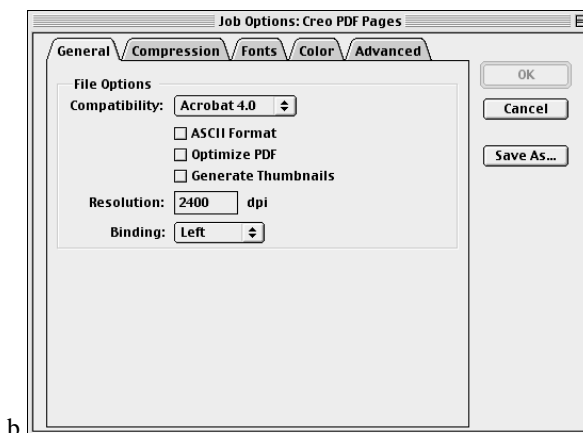 Job Options: Creo PDF Pages
General Compression Fonts Color Advanced
File Options
Compatibility: Acrobat 4.0
ASCII Format
Optimize PDF
Generate Thumbnails
Resolution: 2400 dpi
Binding: Left
OK
Cancel
Save As...
b